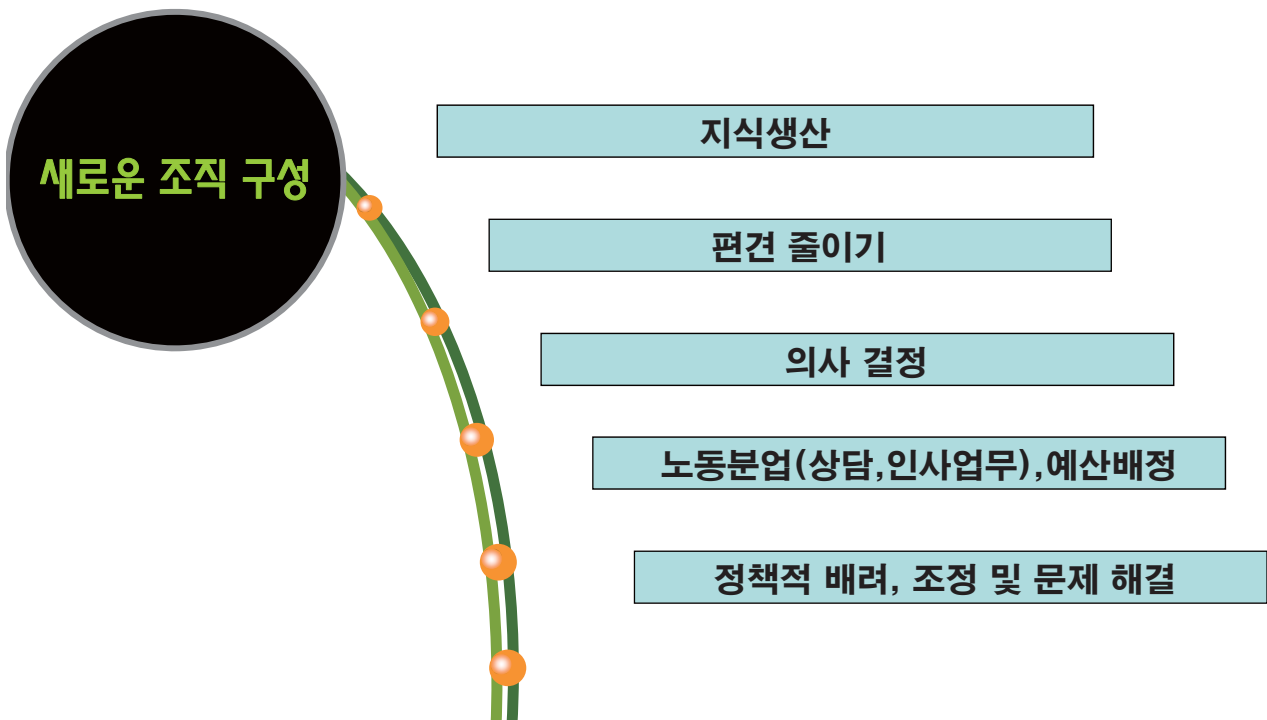 새로운 조직 구성
지식생산
편견 줄이기
의사 결정
노동분업(상담,인사업무),예산배정
정책적 배려, 조정 및 문제 해결